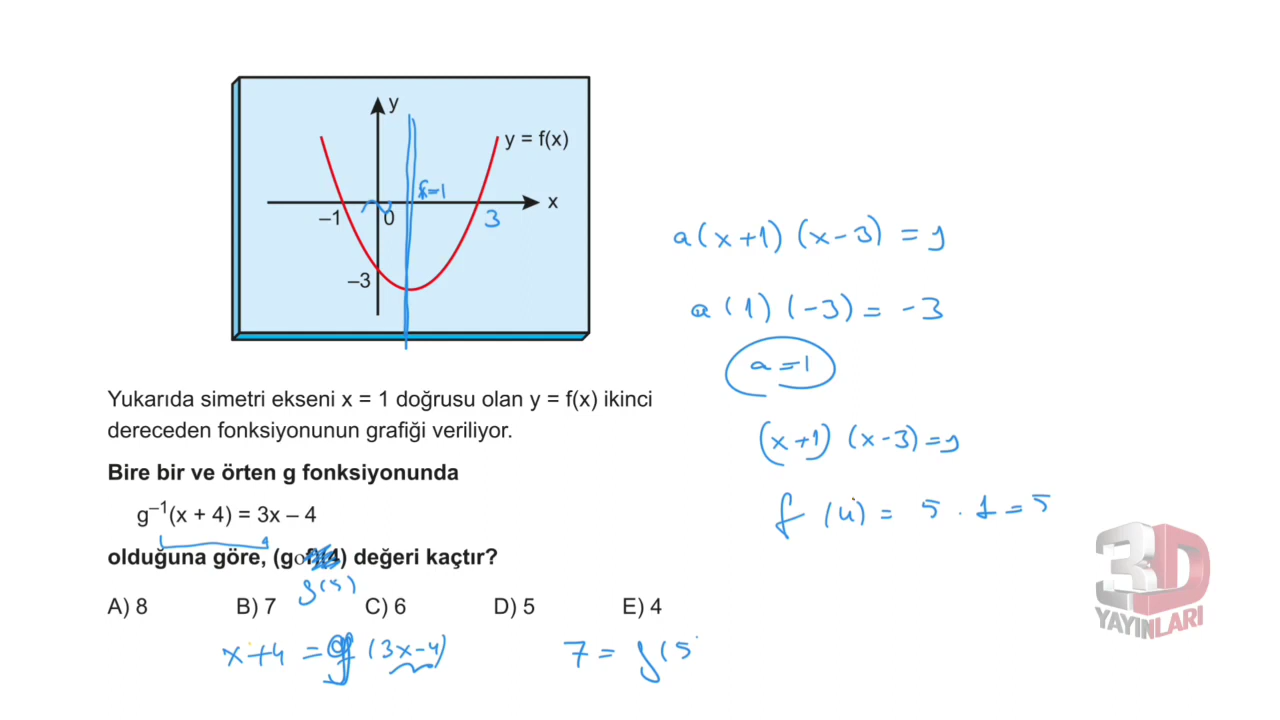 y
y = f(x)
x=1
x
–1
0
3
–3
a(x+1)(x-3) = y
a(1)(-3) = -3
a=1
(x+1)(x-3)=y
f(4) = 5 . 1 = 5
Yukarıda simetri ekseni x = 1 doğrusu olan y = f(x) ikinci
dereceden fonksiyonunun grafiği veriliyor.
Bire bir ve örten g fonksiyonunda
g⁻¹(x + 4) = 3x – 4
olduğuna göre, (gof)(4) değeri kaçtır?
g(5)
A) 8 B) 7 C) 6 D) 5 E) 4
x+4 = g(3x-4) 7 = g(5
3D
YAYINLARI